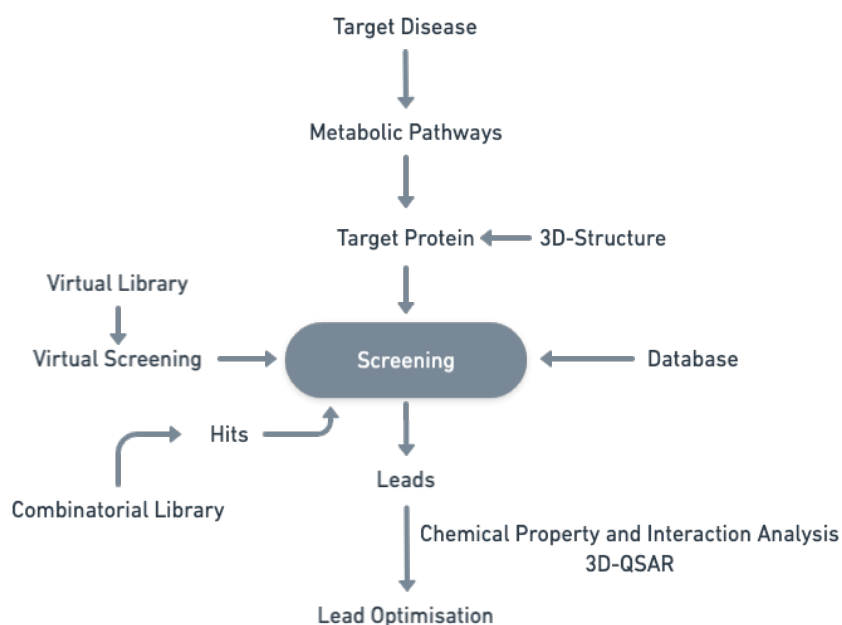 Target Disease
Metabolic Pathways
Target Protein
3D-Structure
Virtual Library
Virtual Screening
Screening
Database
Hits
Combinatorial Library
Leads
Chemical Property and Interaction Analysis
3D-QSAR
Lead Optimisation